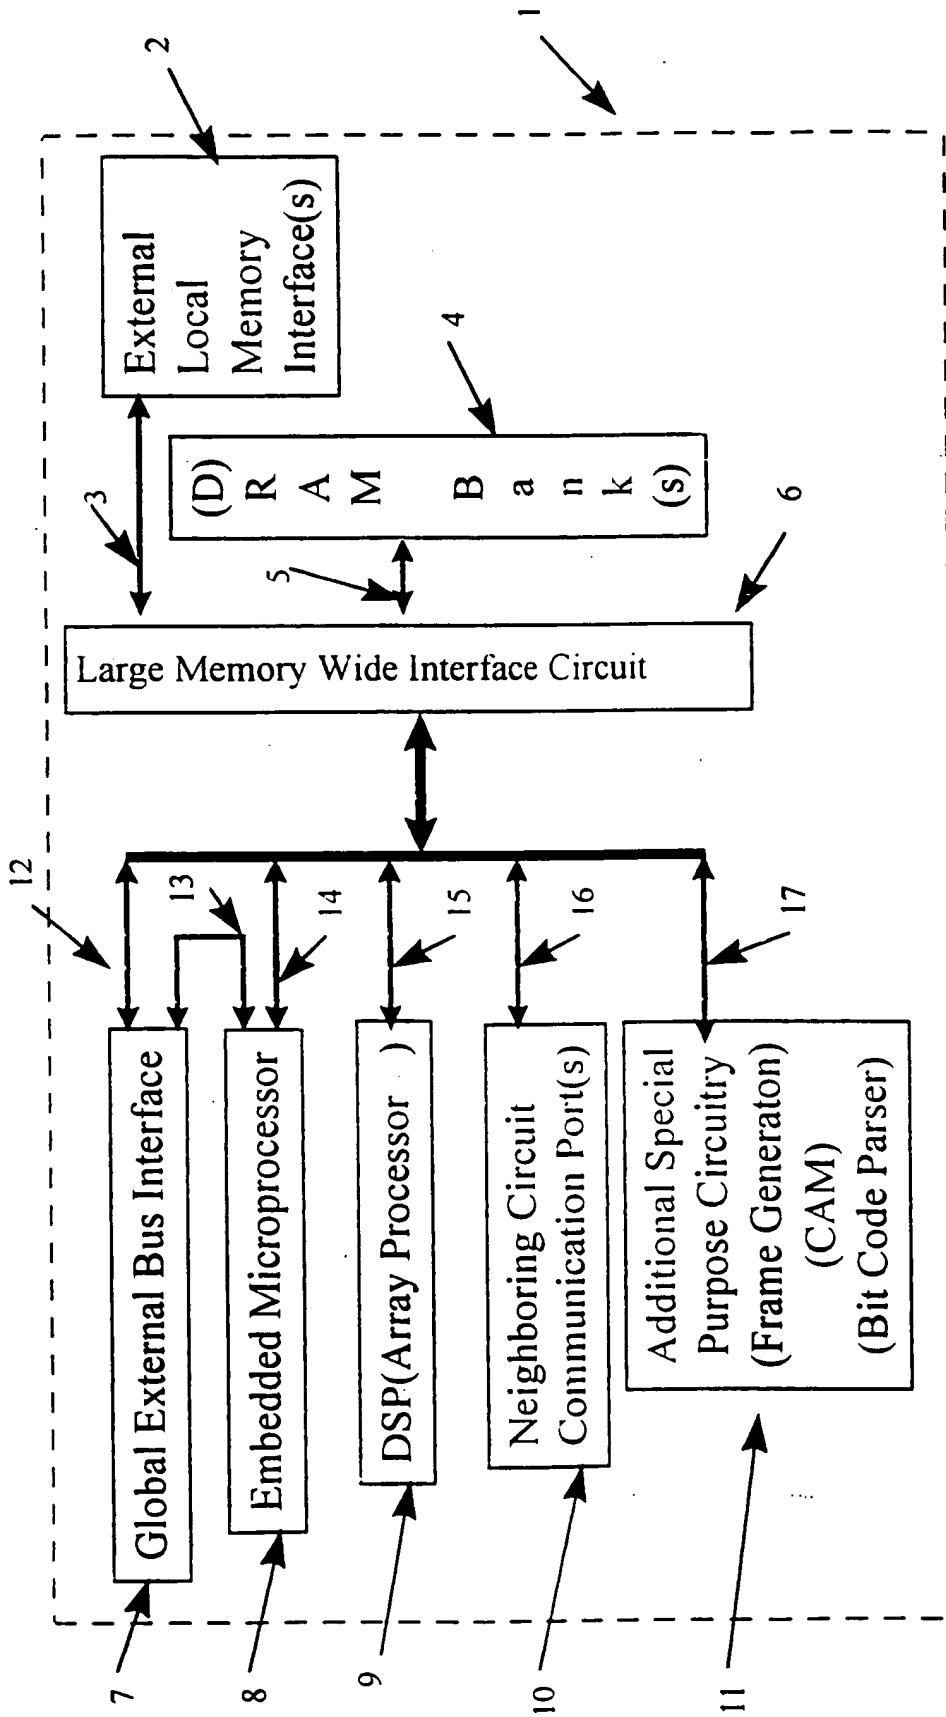 1
2
External
Local
Memory
Interface(s)
3
(D)
R
A
M
B
a
n
k
(s)
4
5
6
Large Memory Wide Interface Circuit
12
13
14
15
16
17
Global External Bus Interface
Embedded Microprocessor
DSP(Array Processor )
Neighboring Circuit
Communication Port(s)
Additional Special
Purpose Circuitry
(Frame Generaton)
(CAM)
(Bit Code Parser)
7
8
9
10
11